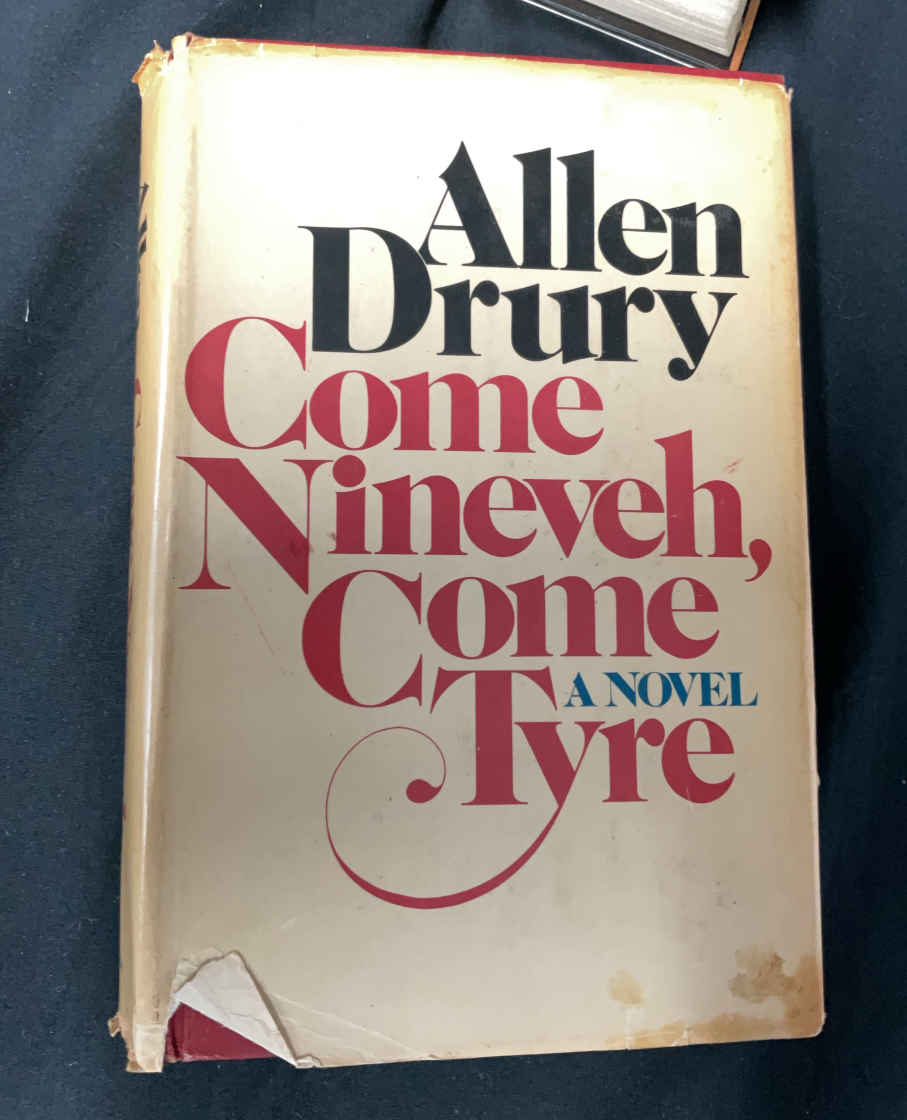 Allen
Drury
Come
Nineveh,
Come
A NOVEL
Tyre